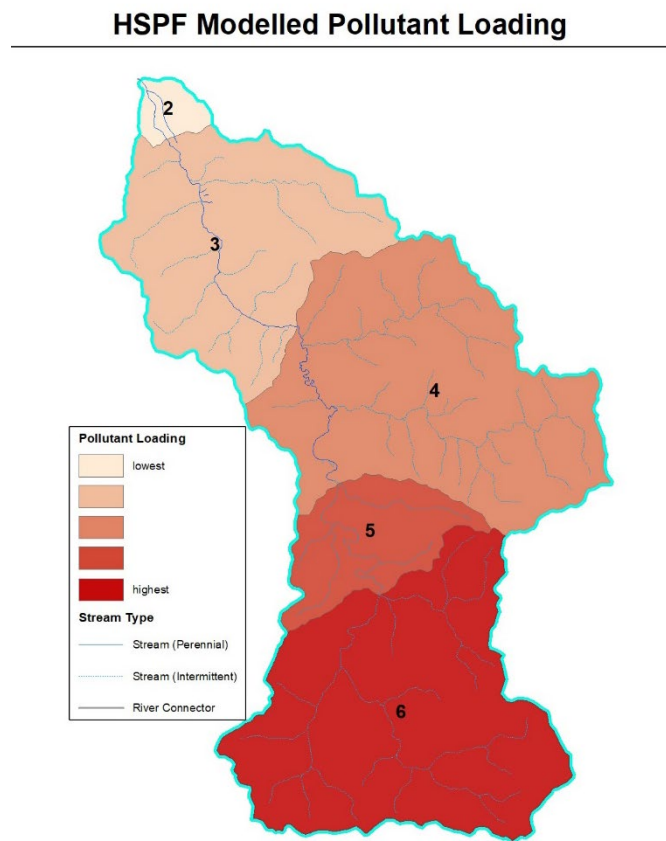 HSPF Modelled Pollutant Loading
2
3
4
5
6
Pollutant Loading
lowest
highest
Stream Type
Stream (Perennial)
Stream (Intermittent)
River Connector